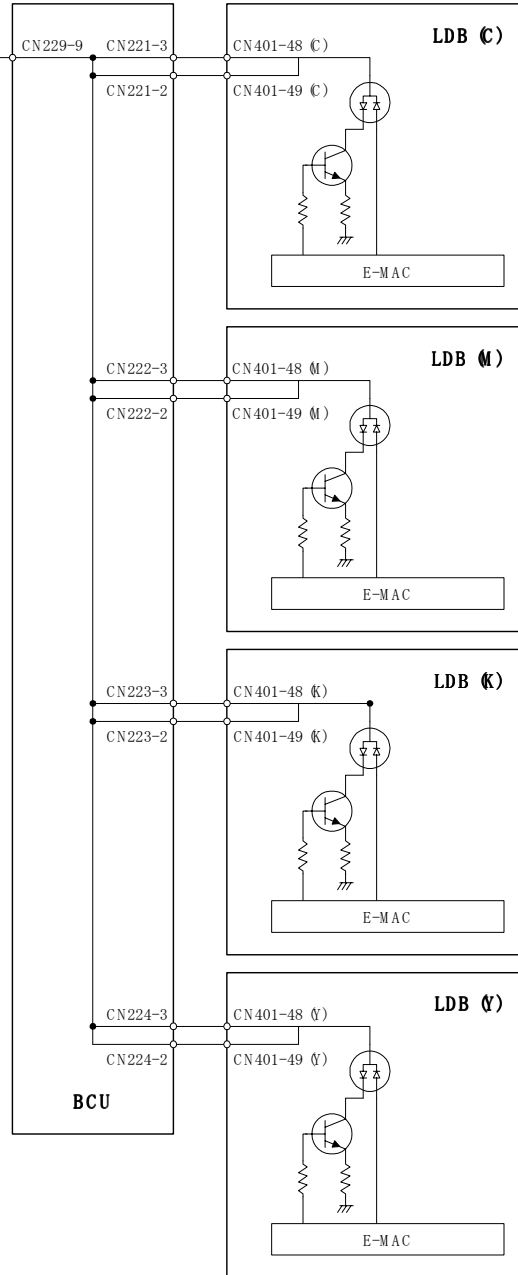 LDB (C)
CN229-9 CN221-3 CN401-48 (C)
CN221-2 CN401-49 (C)
E-MAC
LDB (M)
CN222-3 CN401-48 (M)
CN222-2 CN401-49 (M)
E-MAC
LDB (K)
CN223-3 CN401-48 (K)
CN223-2 CN401-49 (K)
E-MAC
LDB (Y)
CN224-3 CN401-48 (Y)
CN224-2 CN401-49 (Y)
BCU
E-MAC